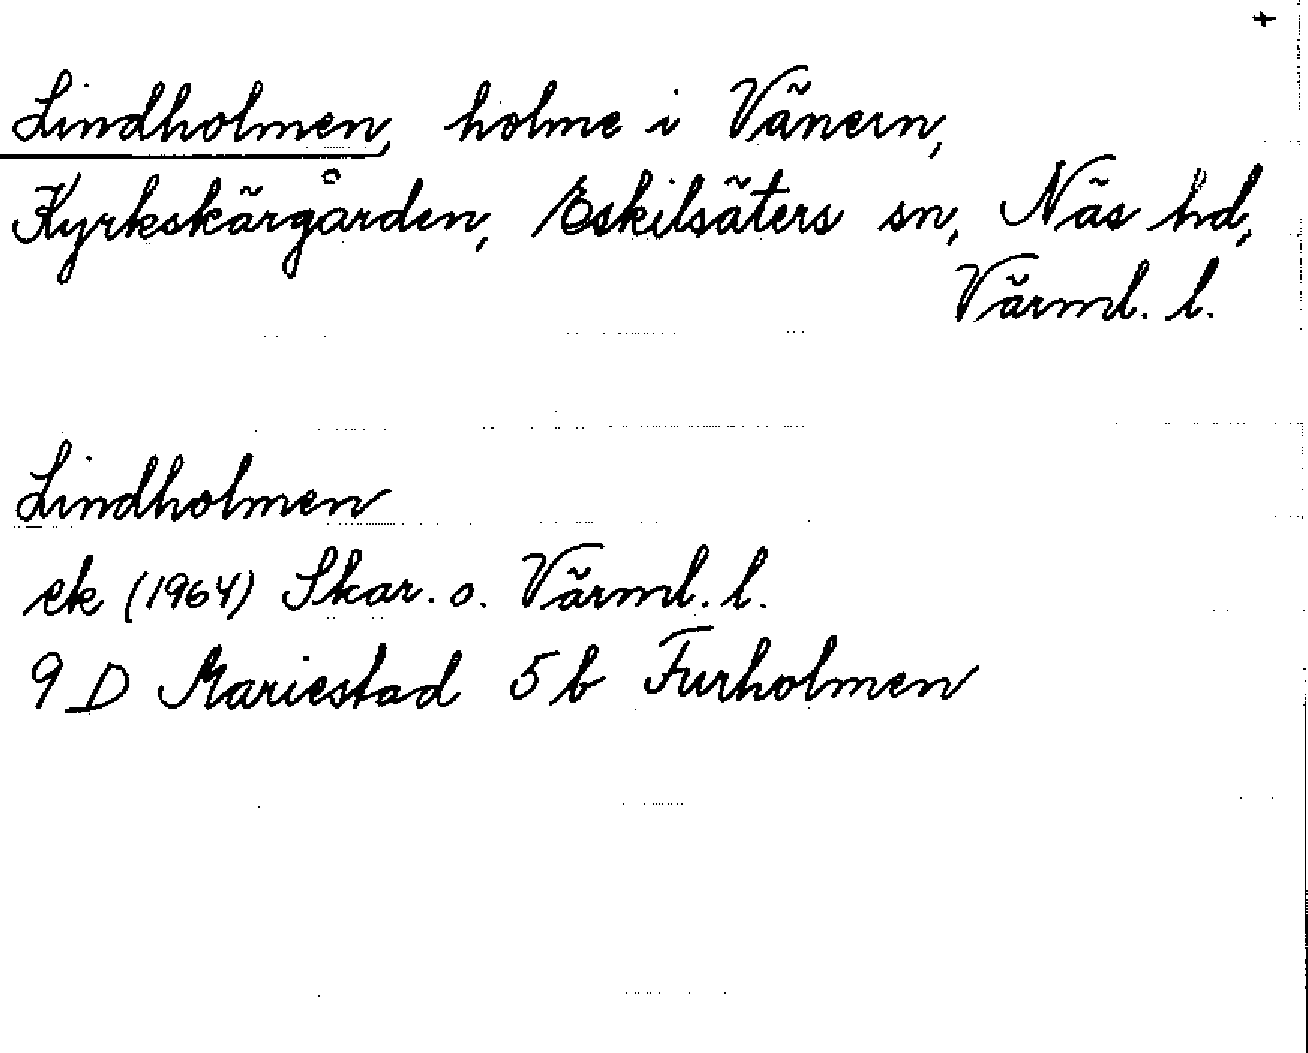 +
Lindholmen, holme i Vänern,
Kyrkskärgården, Eskilsäters sn, Näs hd,
Värml. l.
Lindholmen
ek (1964) Skar. o. Värml. l.
9 D Mariestad 5 b Furholmen